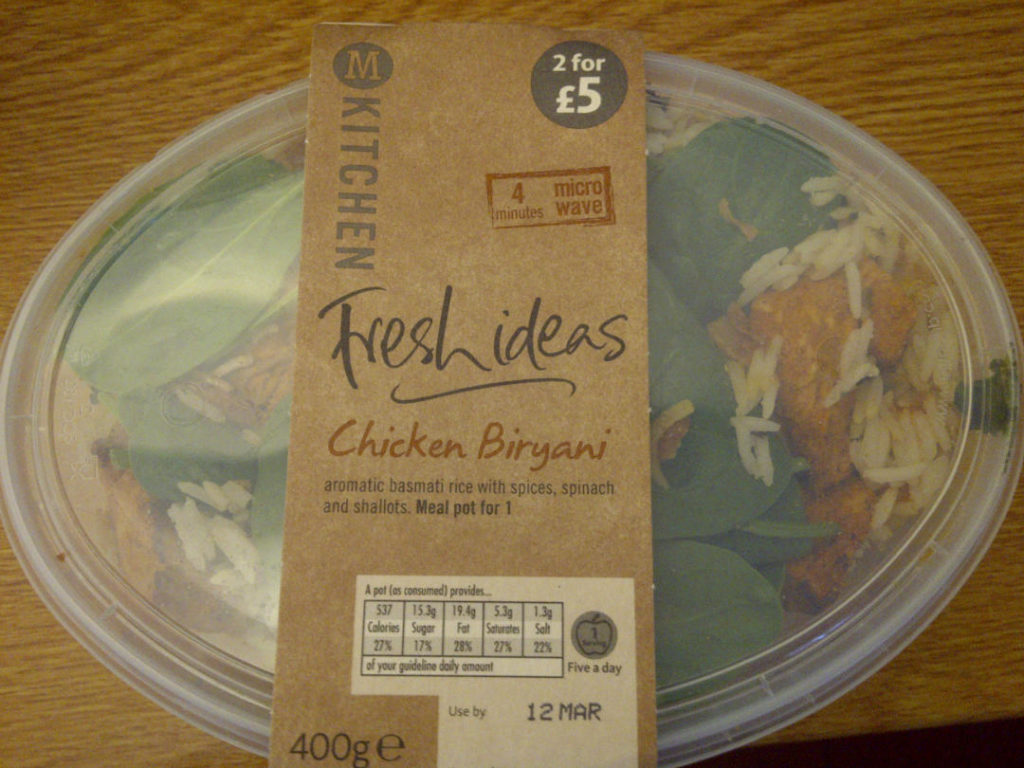 M
KITCHEN
2 for
£5
4 micro
minutes wave
Fresh ideas
Chicken Biryani
aromatic basmati rice with spices, spinach
and shallots. Meal pot for 1
A pot (as consumed) provides...
537 15.3g 19.4g 5.3g 1.3g
Calories Sugar Fat Saturates Salt
27% 17% 28% 27% 22%
of your guideline daily amount
1
Serving
Five a day
Use by 12 MAR
400g e